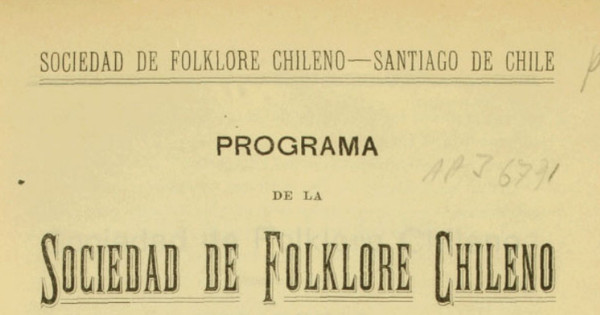 SOCIEDAD DE FOLKLORE CHILENO—SANTIAGO DE CHILE
PROGRAMA
DE LA
SOCIEDAD DE FOLKLORE CHILENO